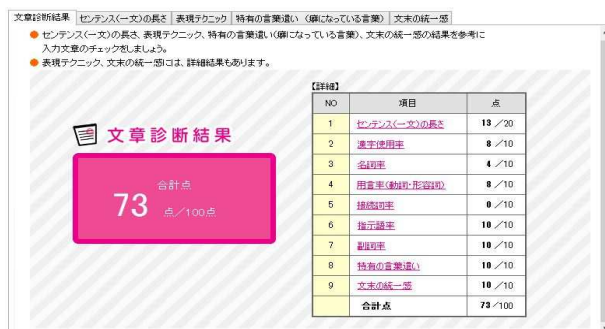 文章診断結果 センテンス(一文)の長さ 表現テクニック 特有の言葉遣い (癖になっている言葉) 文末の統一感
センテンス(一文)の長さ、表現テクニック、特有の言葉遣い(癖になっている言葉)、文末の統一感の結果を参考に
入力文章のチェックをしましょう。
表現テクニック、文末の統一感には、詳細結果もあります。
文章診断結果
合計点
73 点/100点
【詳細】
NO 項目 点
1 センテンス(一文)の長さ 13 /20
2 漢字使用率 8 /10
3 名詞率 4 /10
4 用言率(動詞・形容詞) 8 /10
5 接続詞率 0 /10
6 指示語率 10 /10
7 副詞率 10 /10
8 特有の言葉遣い 10 /10
9 文末の統一感 10 /10
合計点 73 /100